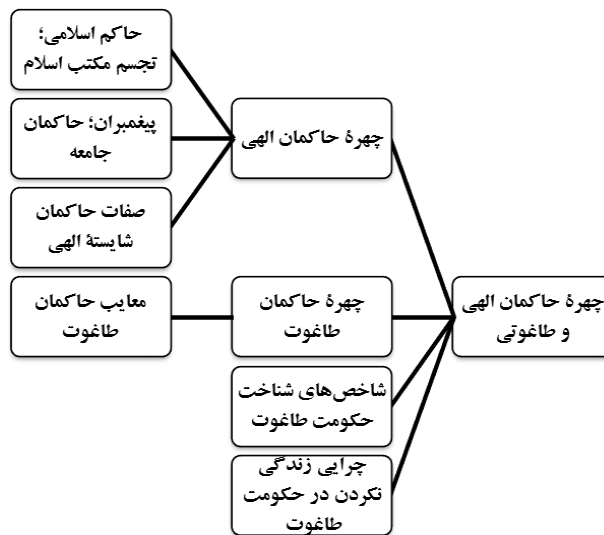 چهرهٔ حاکمان الهی
و طاغوتی
چهرهٔ حاکمان الهی
حاکم اسلامی؛
تجسم مکتب اسلام
پیغمبران؛ حاکمان
جامعه
صفات حاکمان
شایستهٔ الهی
چهرهٔ حاکمان
طاغوت
معایب حاکمان
طاغوت
شاخص‌های شناخت
حکومت طاغوت
چرایی زندگی
نکردن در حکومت
طاغوت